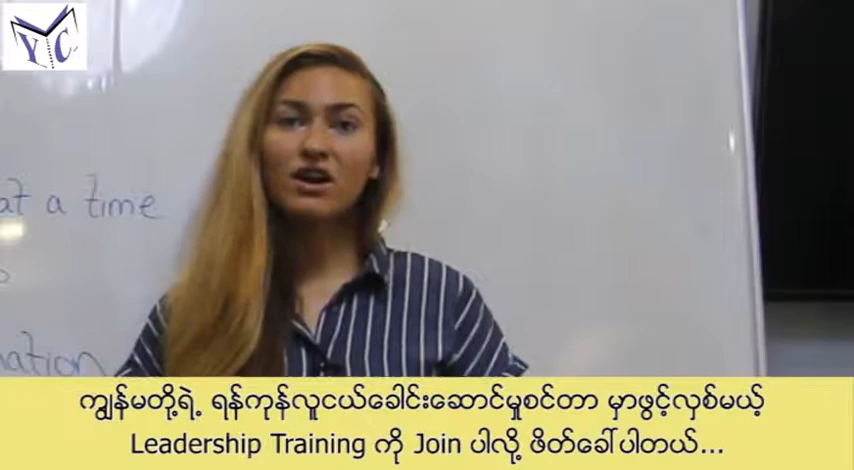 YC
at a time
nation
ကျွန်မတို့ရဲ့ ရန်ကုန်လူငယ်ခေါင်းဆောင်မှုစင်တာ မှာဖွင့်လှစ်မယ့်
Leadership Training ကို Join ပါလို့ ဖိတ်ခေါ်ပါတယ်...